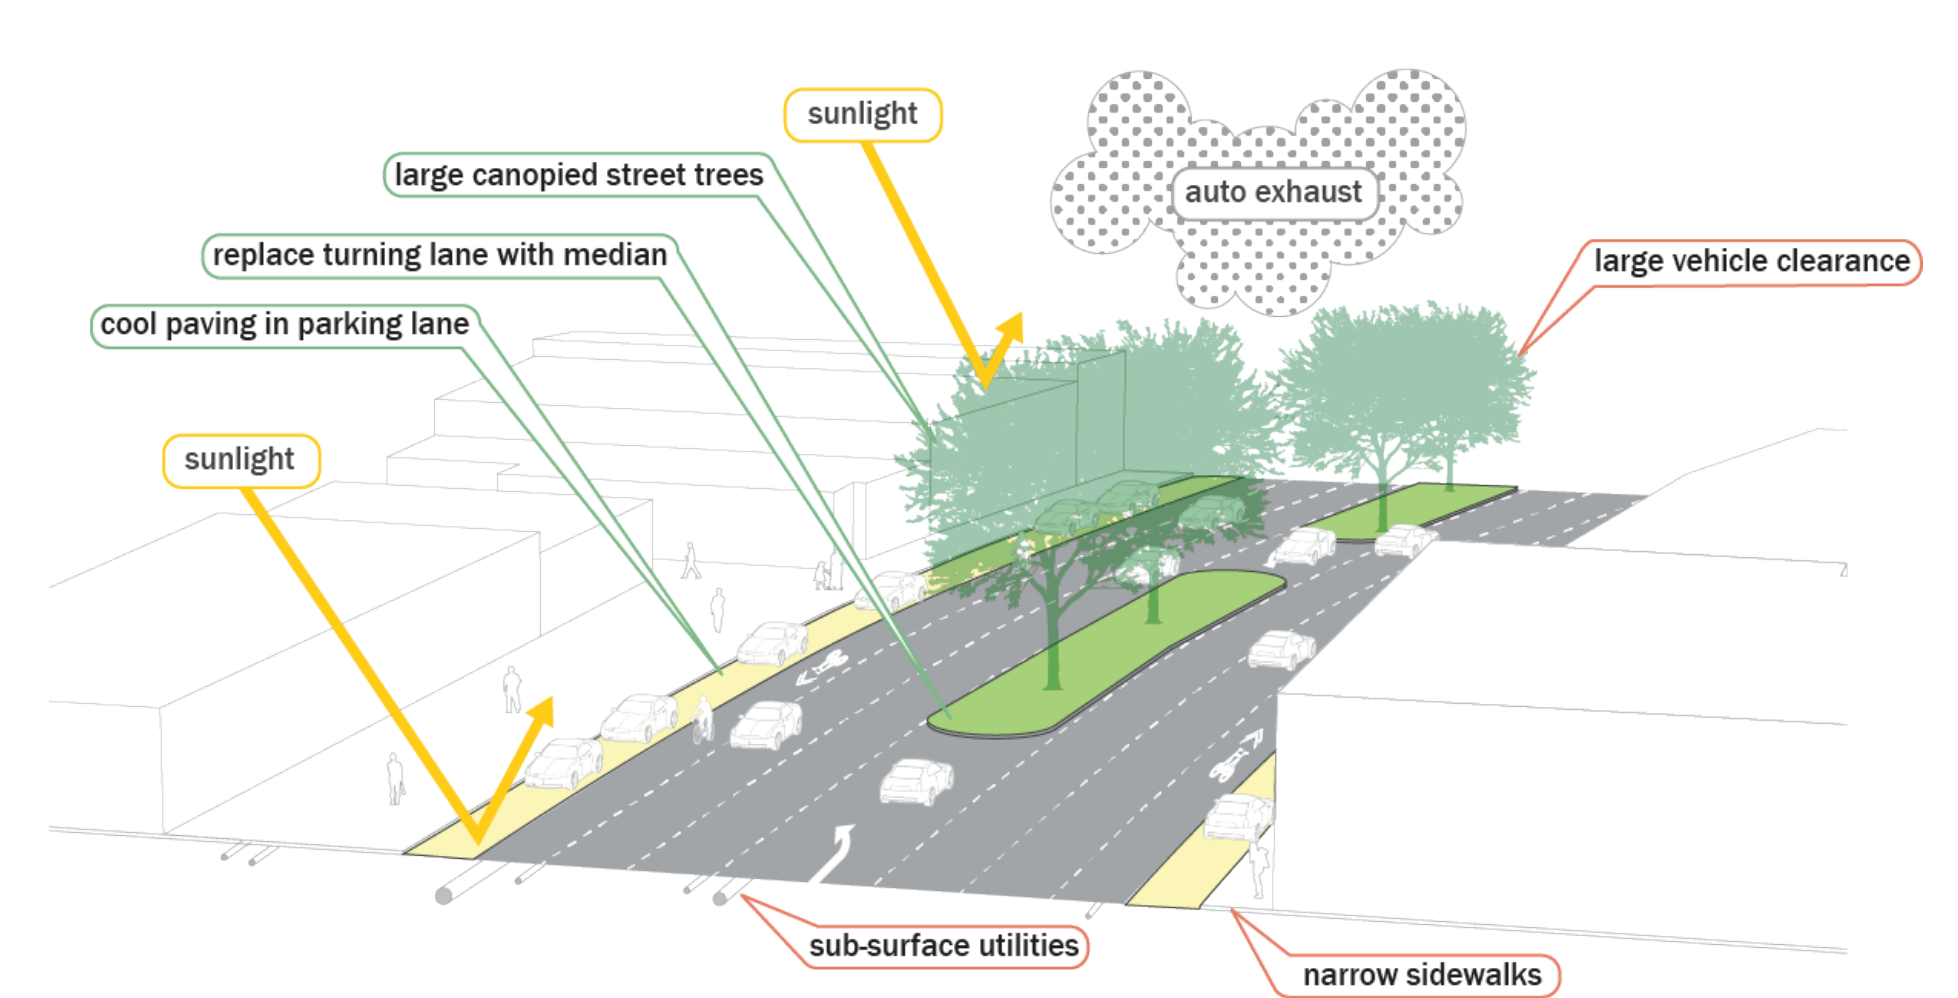 sunlight
large canopied street trees
auto exhaust
replace turning lane with median
large vehicle clearance
cool paving in parking lane
sunlight
sub-surface utilities
narrow sidewalks